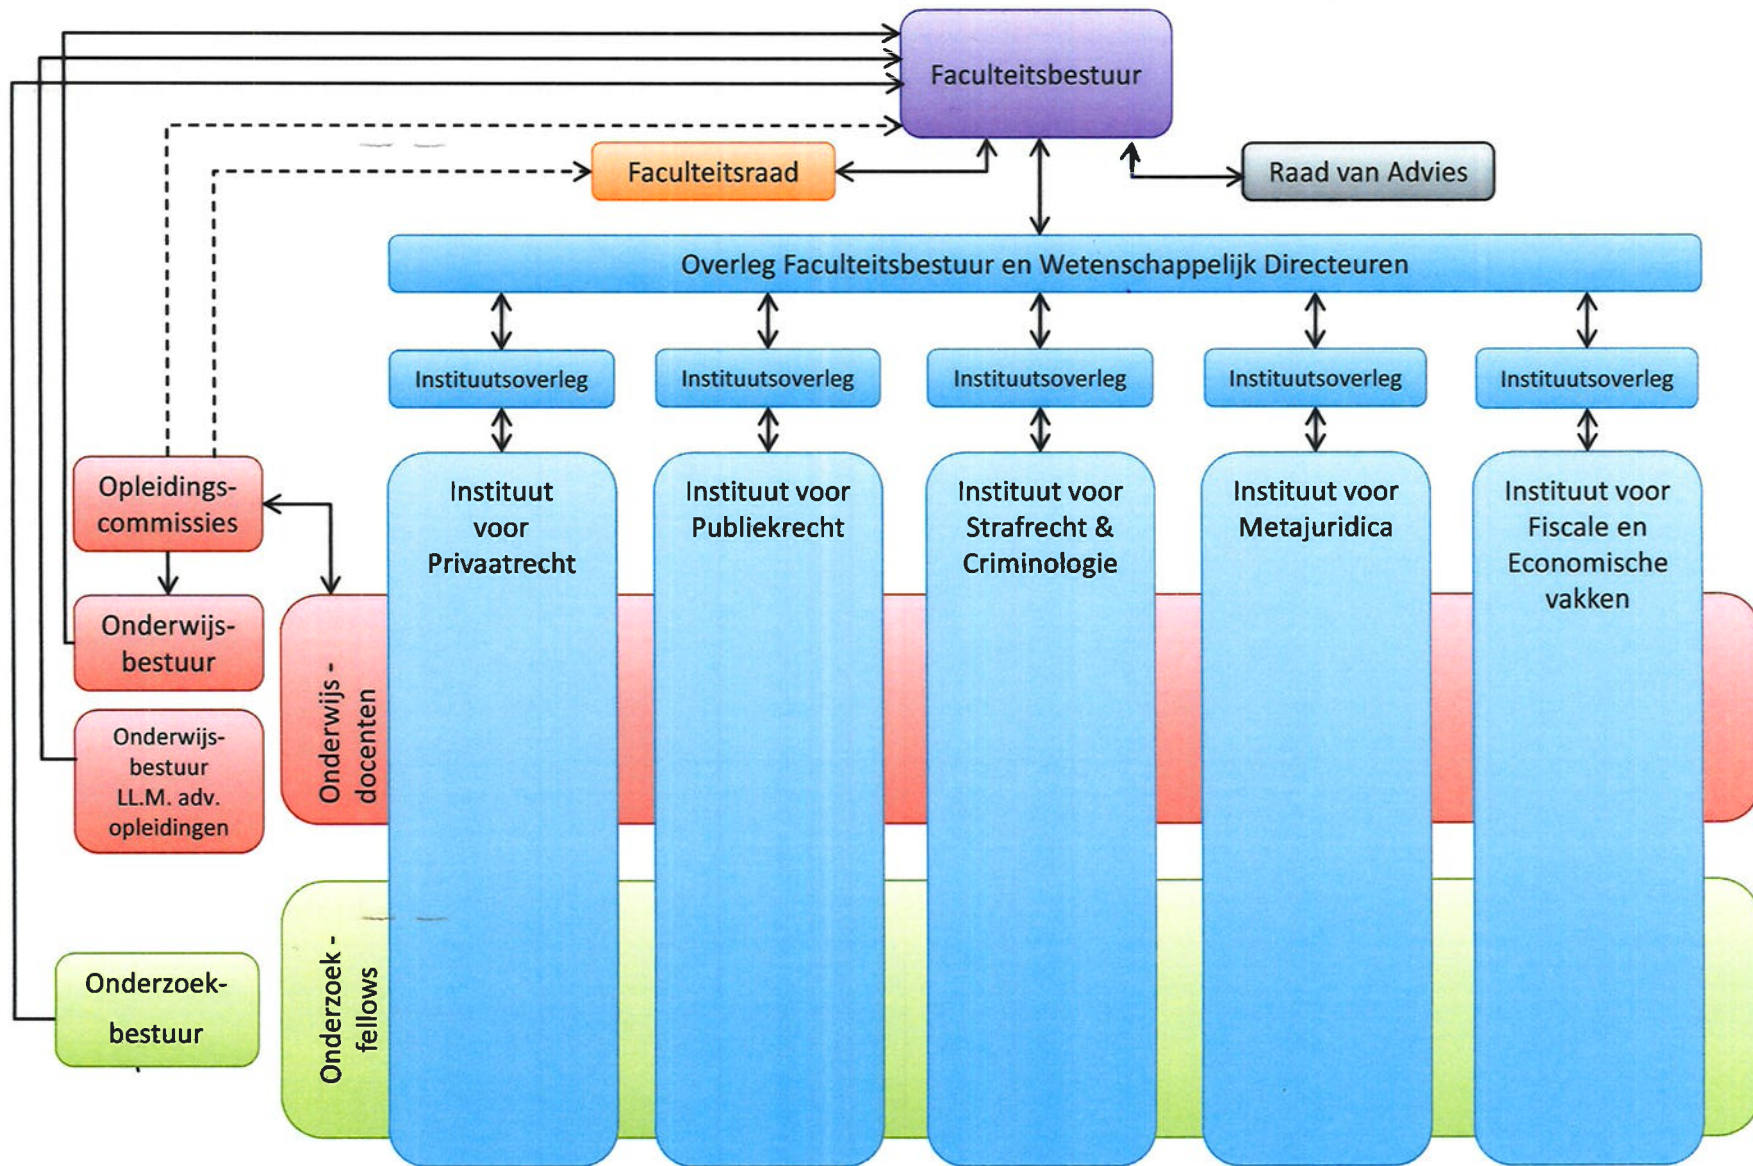 Faculteitsbestuur
Faculteitsraad
Raad van Advies
Overleg Faculteitsbestuur en Wetenschappelijk Directeuren
Instituutsoverleg
Instituutsoverleg
Instituutsoverleg
Instituutsoverleg
Instituutsoverleg
Opleidings-
commissies
Onderwijs-
bestuur
Onderwijs-
bestuur
LL.M. adv.
opleidingen
Onderzoek-
bestuur
Onderwijs -
docenten
Onderzoek -
fellows
Instituut
voor
Privaatrecht
Instituut voor
Publiekrecht
Instituut voor
Strafrecht &
Criminologie
Instituut voor
Metajuridica
Instituut voor
Fiscale en
Economische
vakken